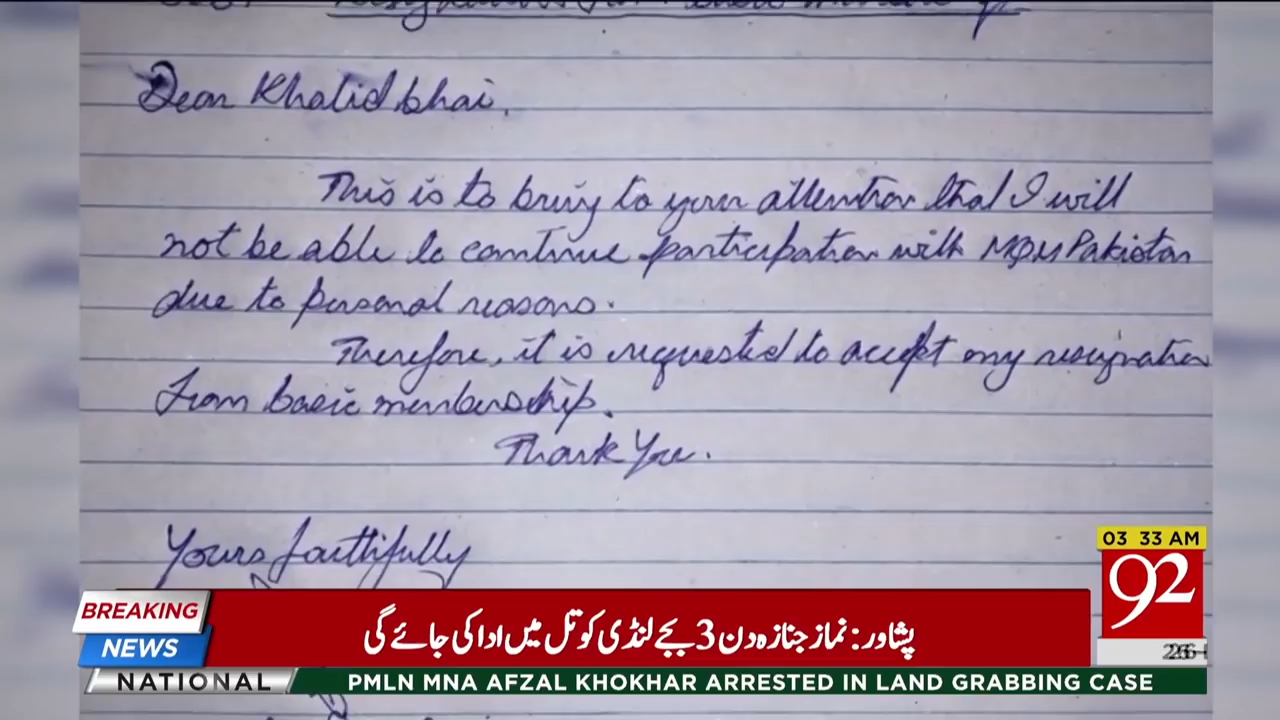 Dear Khalid bhai,
This is to bring to your attention that I will
not be able to continue participation with MQM Pakistan
due to personal reasons.
Therefore, it is requested to accept my resignation
from basic membership.
Thank You.
Yours faithfully
03 33 AM
92
BREAKING
NEWS
پشاور: نماز جنازہ دن 3 بجے لنڈی کوتل میں ادا کی جائے گی
NATIONAL
PMLN MNA AFZAL KHOKHAR ARRESTED IN LAND GRABBING CASE